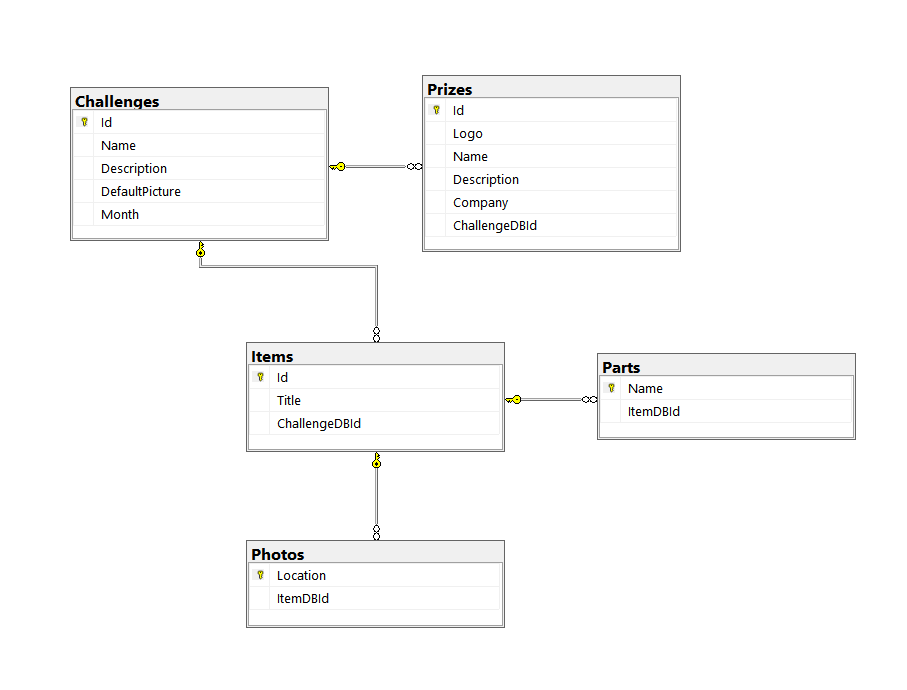 Challenges
Id
Name
Description
DefaultPicture
Month
Prizes
Id
Logo
Name
Description
Company
ChallengeDBId
Items
Id
Title
ChallengeDBId
Parts
Name
ItemDBId
Photos
Location
ItemDBId